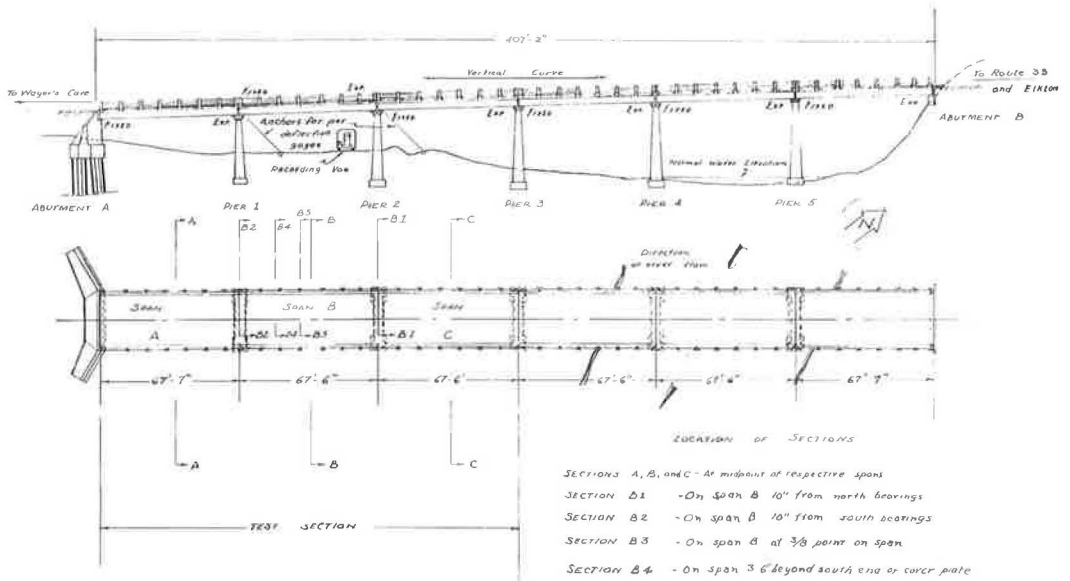 407'-2"
Vertical Curve
To Route 33
and Elkton
To Wayer's Cave
FIXED
EXP
FIXED
EXP
FIXED
EXP
FIXED
EXP
FIXED
EXP
FIXED
EXP
ABUTMENT B
Anchors for
deflection
gages
Recording Van
Normal Water Elevation
ABUTMENT A
PIER 1
PIER 2
PIER 3
PIER 4
PIER 5
A
B2
B4
B3
B
B1
C
N
Direction
of river flow
SPAN
A
SPAN B
SPAN
C
B2
B4
B3
B1
67'-7"
67'-6"
67'-6"
67'-6"
67'-6"
67'-7"
A
B
C
TEST SECTION
LOCATION OF SECTIONS
SECTIONS A, B, and C - At midpoint of respective spans
SECTION B1 - On span B 10" from north bearings
SECTION B2 - On span B 10" from south bearings
SECTION B3 - On span B at 3/8 point on span
SECTION B4 - On span 3'6" beyond south end of cover plate